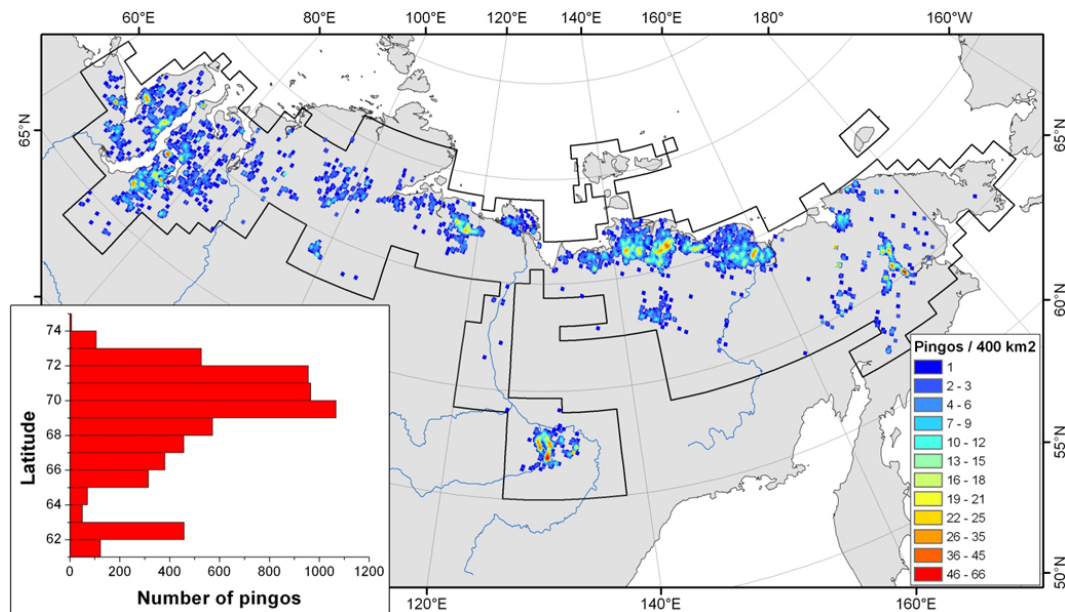 60°E 80°E 100°E 120°E 140°E 160°E 180° 160°W
65°N
65°N
60°N
55°N
50°N
120°E 140°E 160°E
74
72
70
68
66
64
62
Latitude
0 200 400 600 800 1000 1200
Number of pingos
Pingos / 400 km2
1
2 - 3
4 - 6
7 - 9
10 - 12
13 - 15
16 - 18
19 - 21
22 - 25
26 - 35
36 - 45
46 - 66